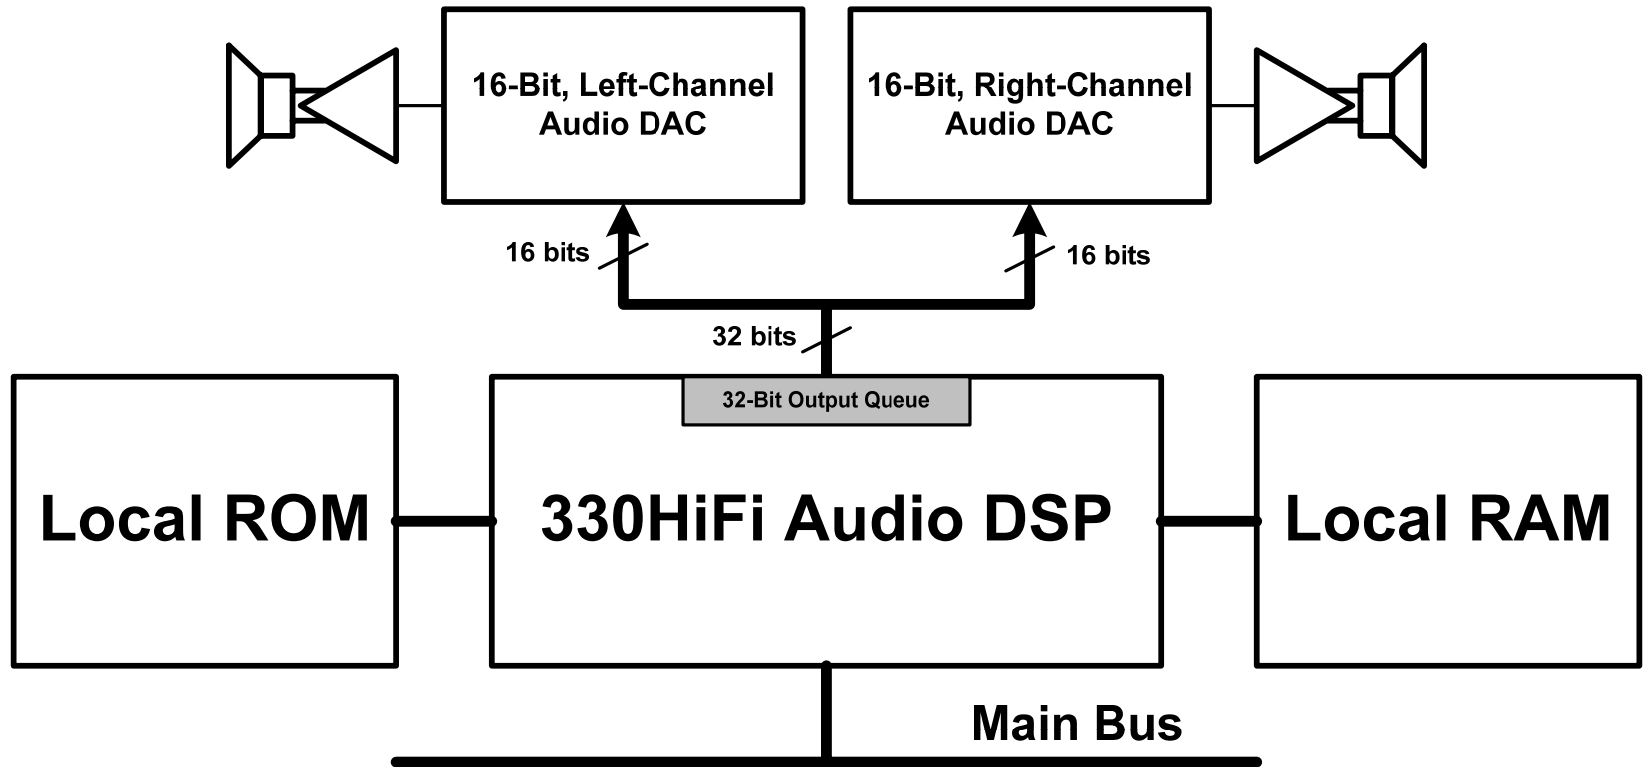 16-Bit, Left-Channel
Audio DAC
16-Bit, Right-Channel
Audio DAC
16 bits
16 bits
32 bits
32-Bit Output Queue
Local ROM
330HiFi Audio DSP
Local RAM
Main Bus